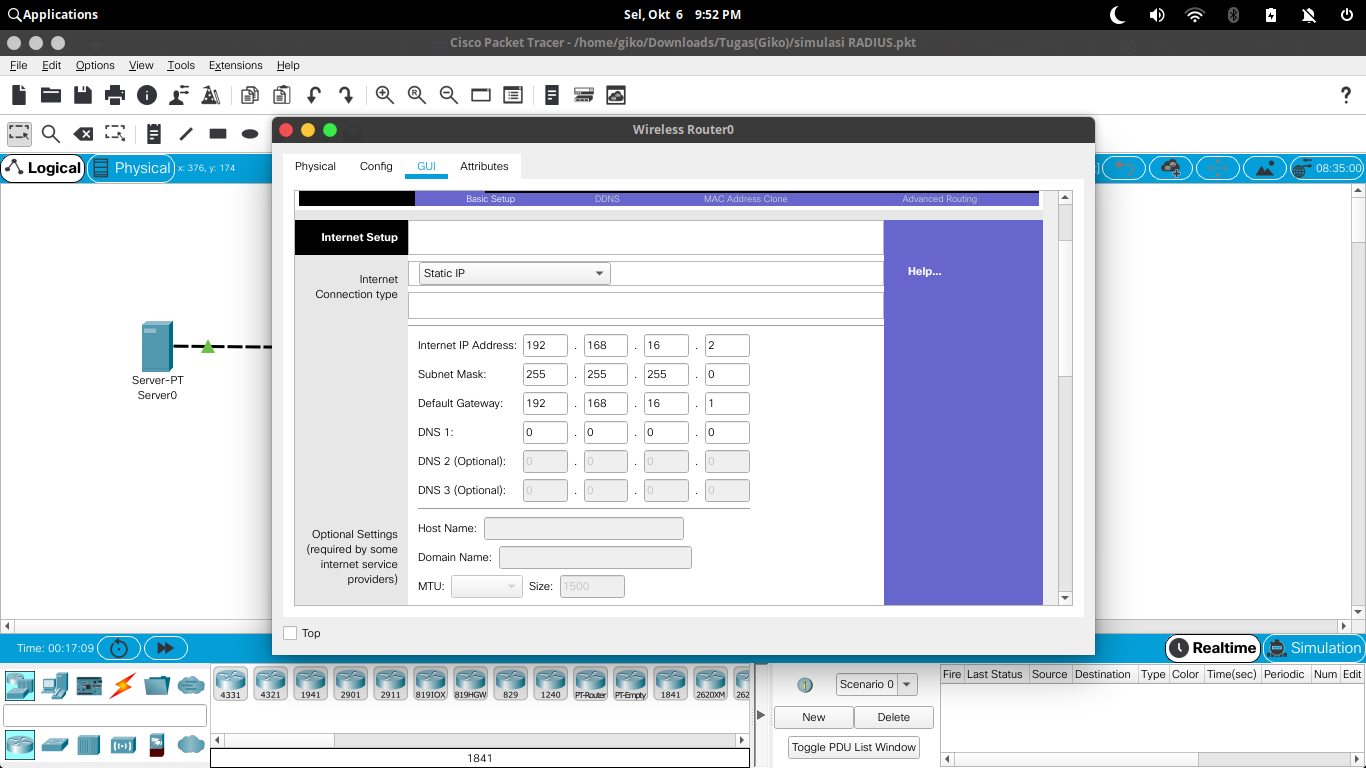 Applications
Sel, Okt 6 9:52 PM
Cisco Packet Tracer - /home/giko/Downloads/Tugas(Giko)/simulasi RADIUS.pkt
File Edit Options View Tools Extensions Help
?
Wireless Router0
Logical
Physical
x: 376, y: 174
08:35:00
Physical Config GUI Attributes
Basic Setup DDNS MAC Address Clone Advanced Routing
Internet Setup
Help...
Internet
Connection type
Static IP
Internet IP Address: 192 . 168 . 16 . 2
Subnet Mask: 255 . 255 . 255 . 0
Default Gateway: 192 . 168 . 16 . 1
DNS 1: 0 . 0 . 0 . 0
DNS 2 (Optional): 0 . 0 . 0 . 0
DNS 3 (Optional): 0 . 0 . 0 . 0
Optional Settings
(required by some
internet service
providers)
Host Name:
Domain Name:
MTU: Size: 1500
Server-PT
Server0
Top
Time: 00:17:09
Realtime
Simulation
4331 4321 1941 2901 2911 819IOX 819HGW 829 1240 PT-Router PT-Empty 1841 2620XM 262
1841
Scenario 0
New Delete
Toggle PDU List Window
Fire Last Status Source Destination Type Color Time(sec) Periodic Num Edit